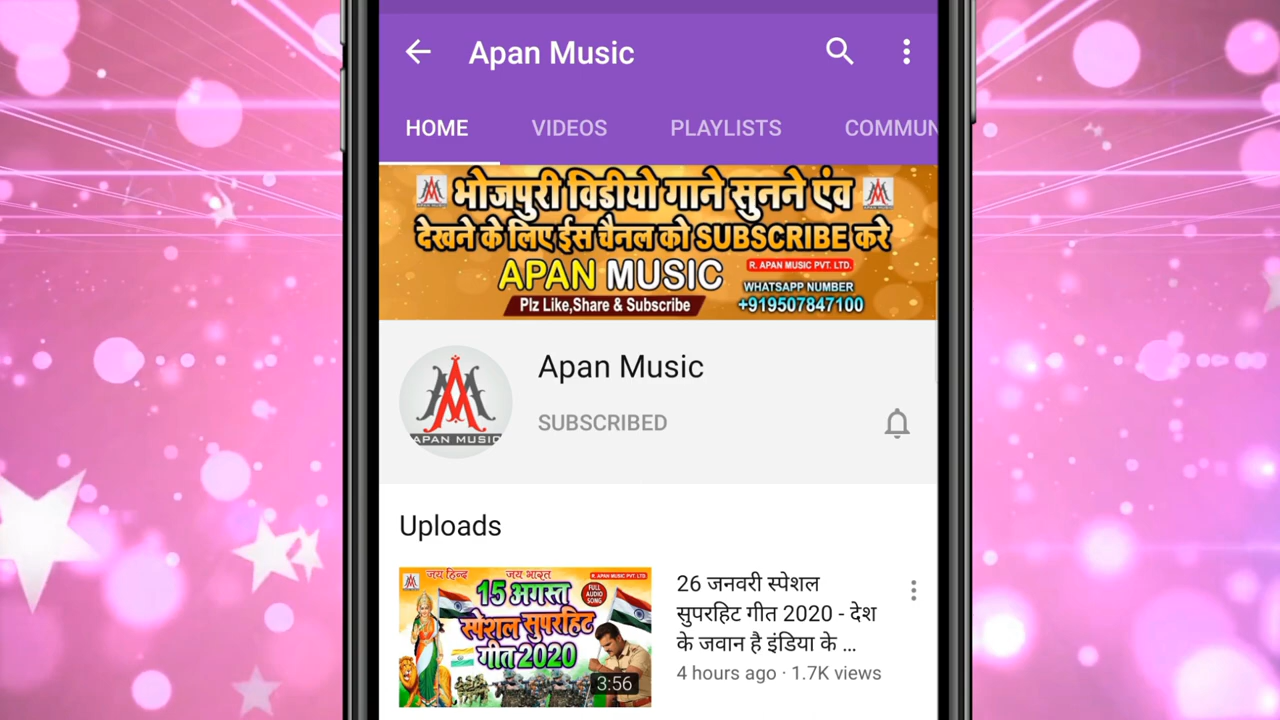 Apan Music
HOME VIDEOS PLAYLISTS COMMUN
भोजपुरी विडीयो गाने सुनने एंव
देखने के लिए ईस चैनल को SUBSCRIBE करे
APAN MUSIC
R. APAN MUSIC PVT. LTD.
WHATSAPP NUMBER
+919507847100
Plz Like,Share & Subscribe
Apan Music
SUBSCRIBED
APAN MUSIC
Uploads
जय हिन्द जय भारत
R. APAN MUSIC PVT. LTD
15 अगस्त
FULL
AUDIO
SONG
स्पेशल सुपरहिट
गीत 2020
3:56
26 जनवरी स्पेशल
सुपरहिट गीत 2020 - देश
के जवान है इंडिया के ...
4 hours ago · 1.7K views